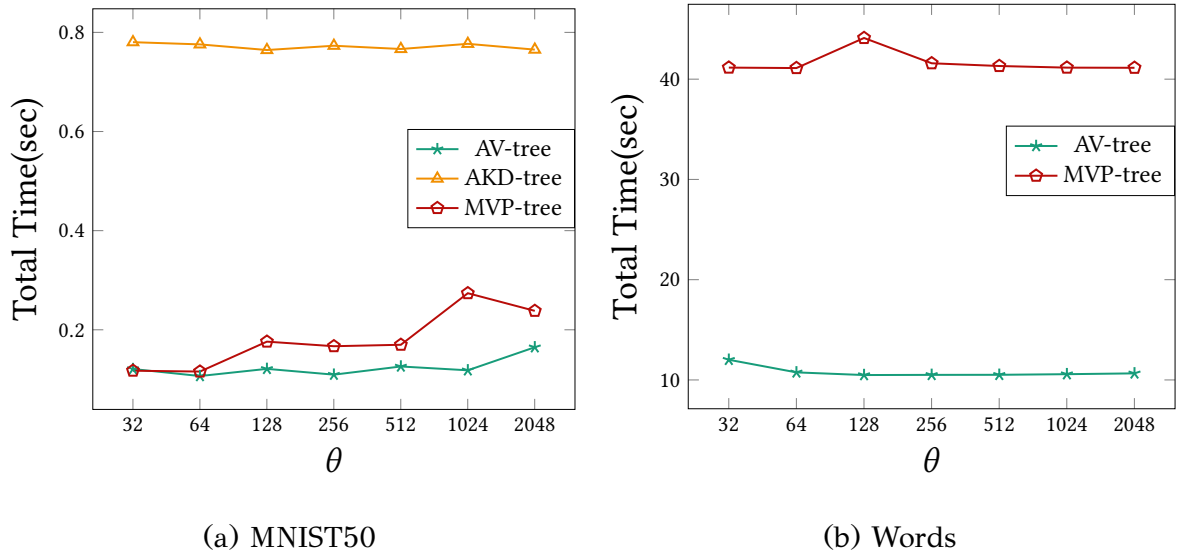 Total Time(sec)
0.8
0.6
0.4
0.2
AV-tree
AKD-tree
MVP-tree
32 64 128 256 512 1024 2048
θ
(a) MNIST50
Total Time(sec)
40
30
20
10
AV-tree
MVP-tree
32 64 128 256 512 1024 2048
θ
(b) Words